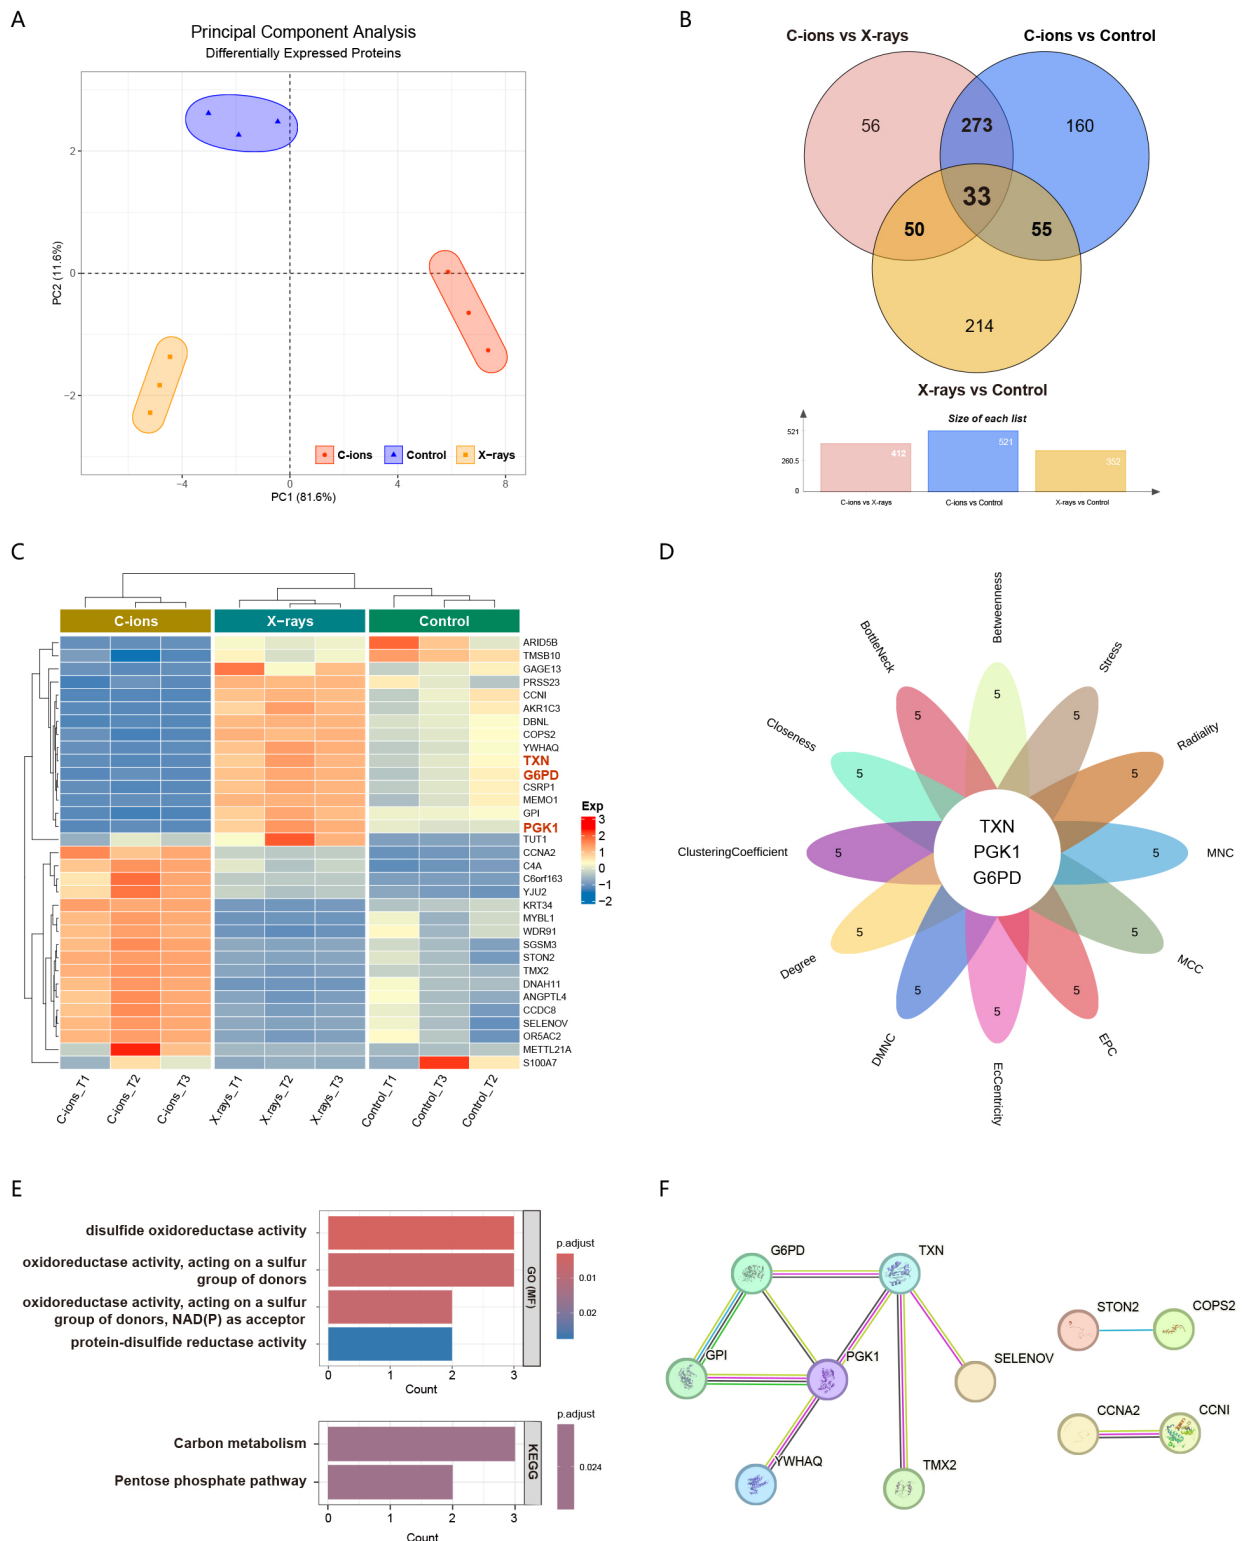 A
Principal Component Analysis
Differentially Expressed Proteins
PC2 (11.6%)
2
0
−2
−4
0
4
8
PC1 (81.6%)
C−ions
Control
X−rays
B
C-ions vs X-rays
C-ions vs Control
56
273
160
33
50
55
214
X-rays vs Control
Size of each list
521
260.5
0
412
521
352
C-ions vs X-rays
C-ions vs Control
X-rays vs Control
C
C−ions
X−rays
Control
ARID5B
TMSB10
GAGE13
PRSS23
CCNI
AKR1C3
DBNL
COPS2
YWHAQ
TXN
G6PD
CSRP1
MEMO1
GPI
PGK1
TUT1
CCNA2
C4A
C6orf163
YJU2
KRT34
MYBL1
WDR91
SGSM3
STON2
TMX2
DNAH11
ANGPTL4
CCDC8
SELENOV
OR5AC2
METTL21A
S100A7
Exp
3
2
1
0
−1
−2
C-ions_T1
C-ions_T2
C-ions_T3
X.rays_T1
X.rays_T2
X.rays_T3
Control_T1
Control_T3
Control_T2
D
Betweenness
Stress
Radiality
MNC
MCC
EPC
EcCentricity
DMNC
Degree
ClusteringCoefficient
Closeness
BottleNeck
5
5
5
5
5
5
5
5
5
5
5
5
TXN
PGK1
G6PD
E
disulfide oxidoreductase activity
oxidoreductase activity, acting on a sulfur
group of donors
oxidoreductase activity, acting on a sulfur
group of donors, NAD(P) as acceptor
protein-disulfide reductase activity
0
1
2
3
Count
GO (MF)
p.adjust
0.01
0.02
Carbon metabolism
Pentose phosphate pathway
0
1
2
3
Count
KEGG
p.adjust
0.024
F
G6PD
TXN
GPI
PGK1
SELENOV
YWHAQ
TMX2
STON2
COPS2
CCNA2
CCNI